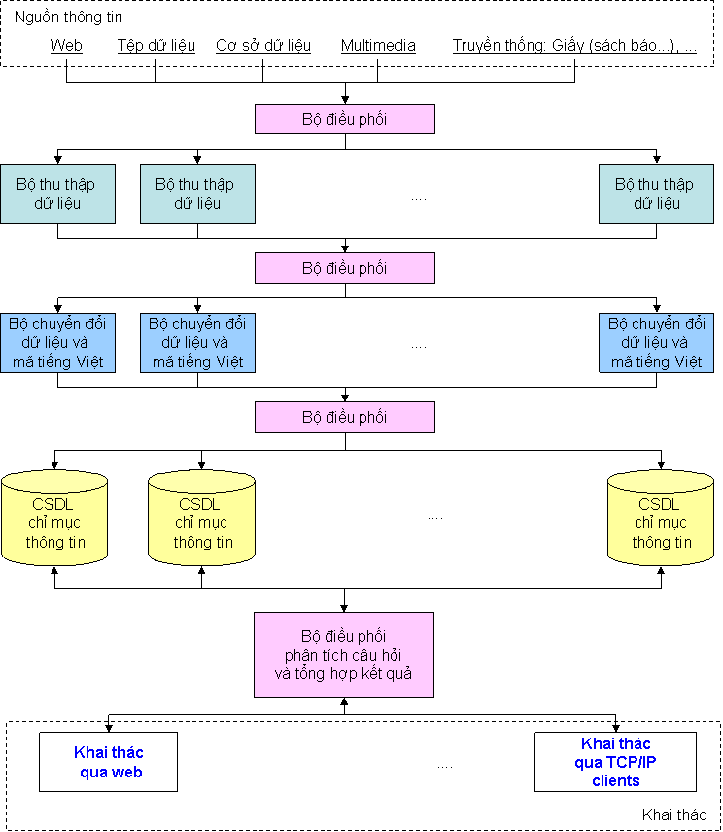 Nguồn thông tin
Web Tệp dữ liệu Cơ sở dữ liệu Multimedia Truyền thống: Giấy (sách báo...), ...
Bộ điều phối
Bộ thu thập
dữ liệu
Bộ thu thập
dữ liệu
....
Bộ thu thập
dữ liệu
Bộ điều phối
Bộ chuyển đổi
dữ liệu và
mã tiếng Việt
Bộ chuyển đổi
dữ liệu và
mã tiếng Việt
....
Bộ chuyển đổi
dữ liệu và
mã tiếng Việt
Bộ điều phối
CSDL
chỉ mục
thông tin
CSDL
chỉ mục
thông tin
....
CSDL
chỉ mục
thông tin
Bộ điều phối
phân tích câu hỏi
và tổng hợp kết quả
Khai thác
qua web
....
Khai thác
qua TCP/IP
clients
Khai thác